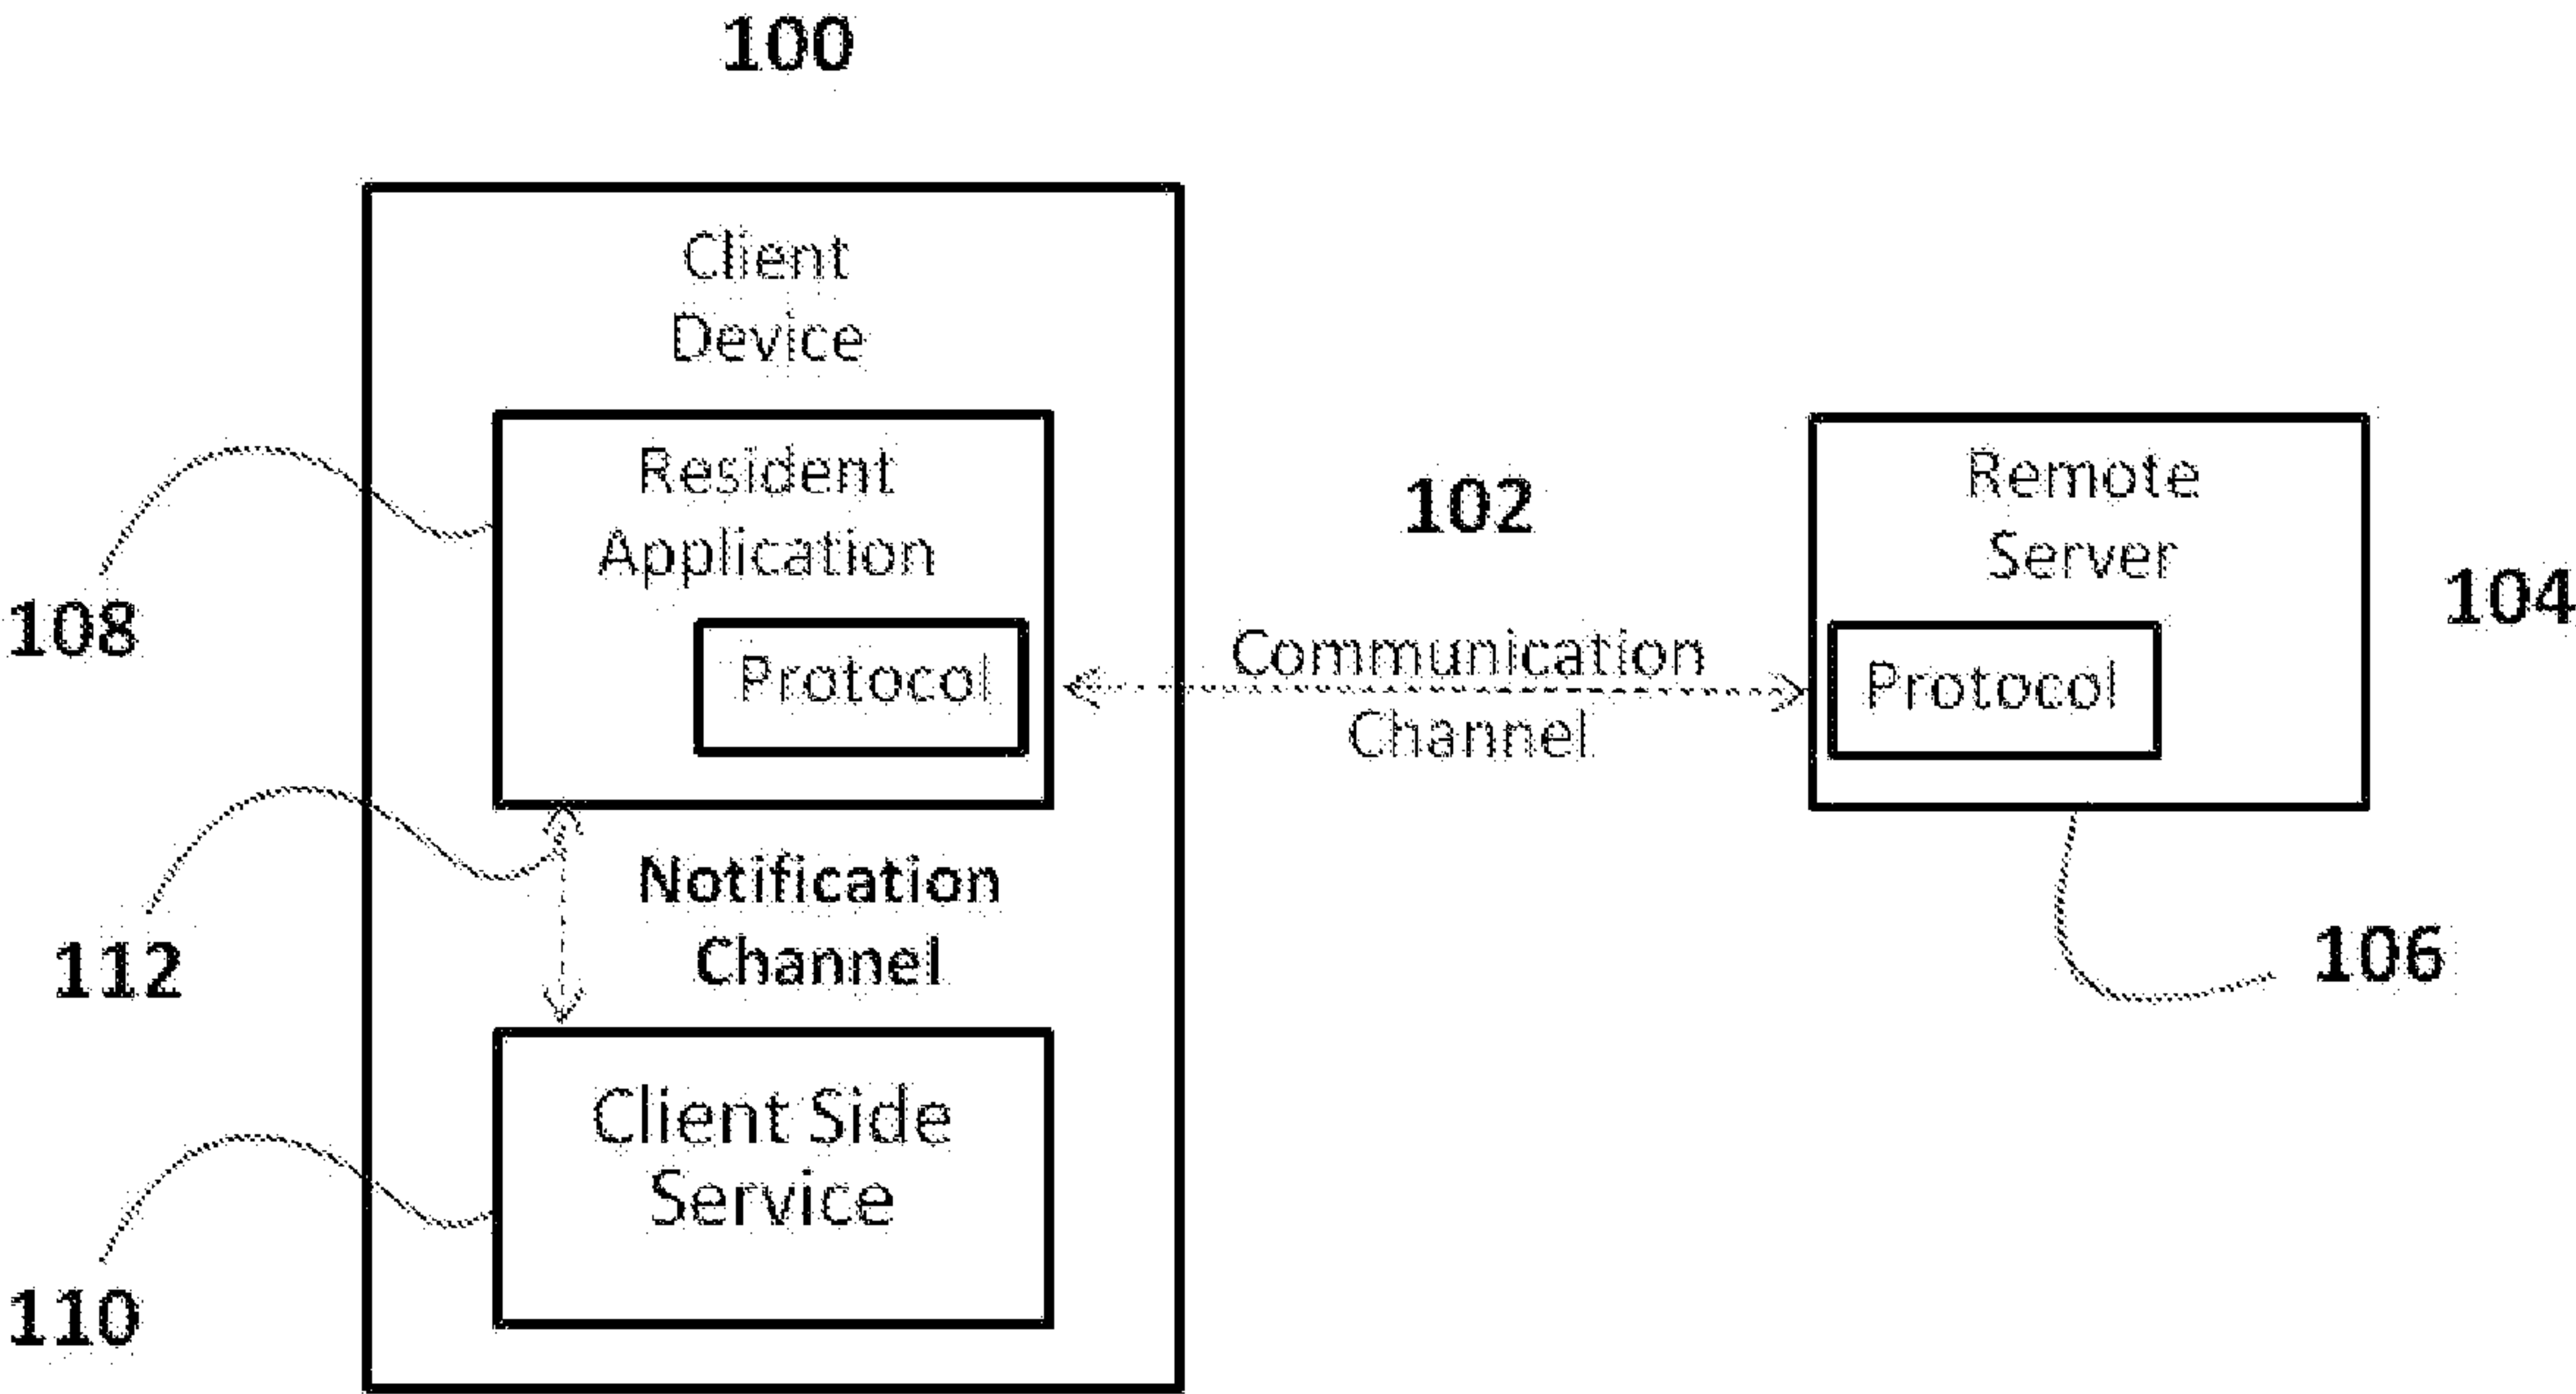 100
Client
Device
Resident
Application
Protocol
108
102
Communication
Channel
Remote
Server
Protocol
104
106
112
Notification
Channel
Client Side
Service
110